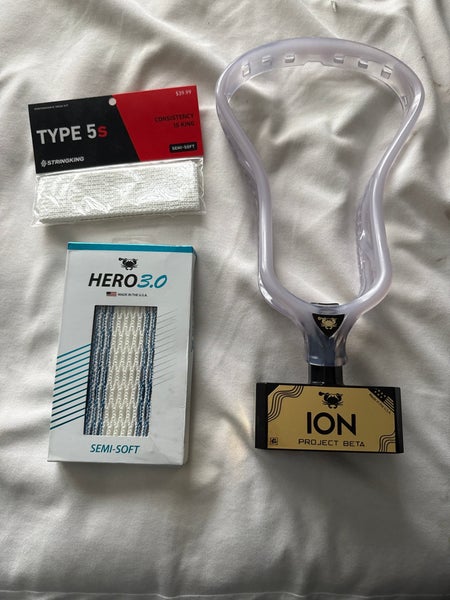 $39.99
TYPE 5s
CONSISTENCY
IS KING
SEMI-SOFT
STRINGKING
HERO3.0
MADE IN THE U.S.A.
SEMI-SOFT
ION
PROJECT BETA